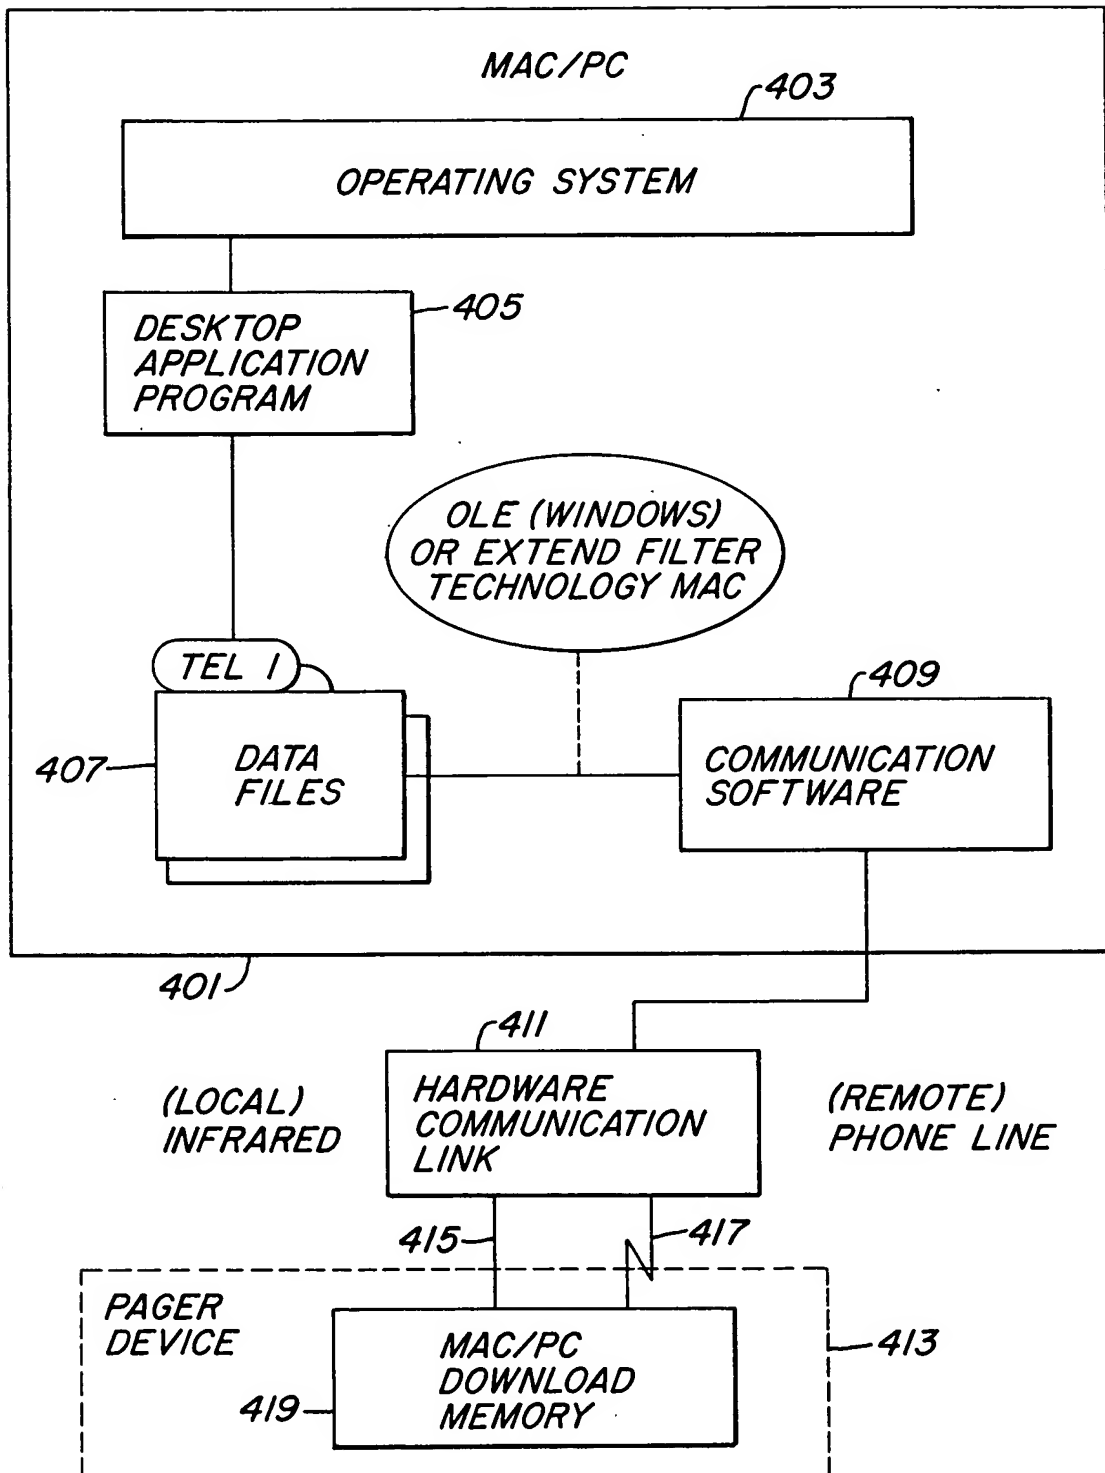 MAC/PC
403
OPERATING SYSTEM
405
DESKTOP
APPLICATION
PROGRAM
OLE (WINDOWS)
OR EXTEND FILTER
TECHNOLOGY MAC
TEL 1
409
407
DATA
FILES
COMMUNICATION
SOFTWARE
401
411
(LOCAL)
INFRARED
HARDWARE
COMMUNICATION
LINK
(REMOTE)
PHONE LINE
415
417
PAGER
DEVICE
413
MAC/PC
DOWNLOAD
MEMORY
419